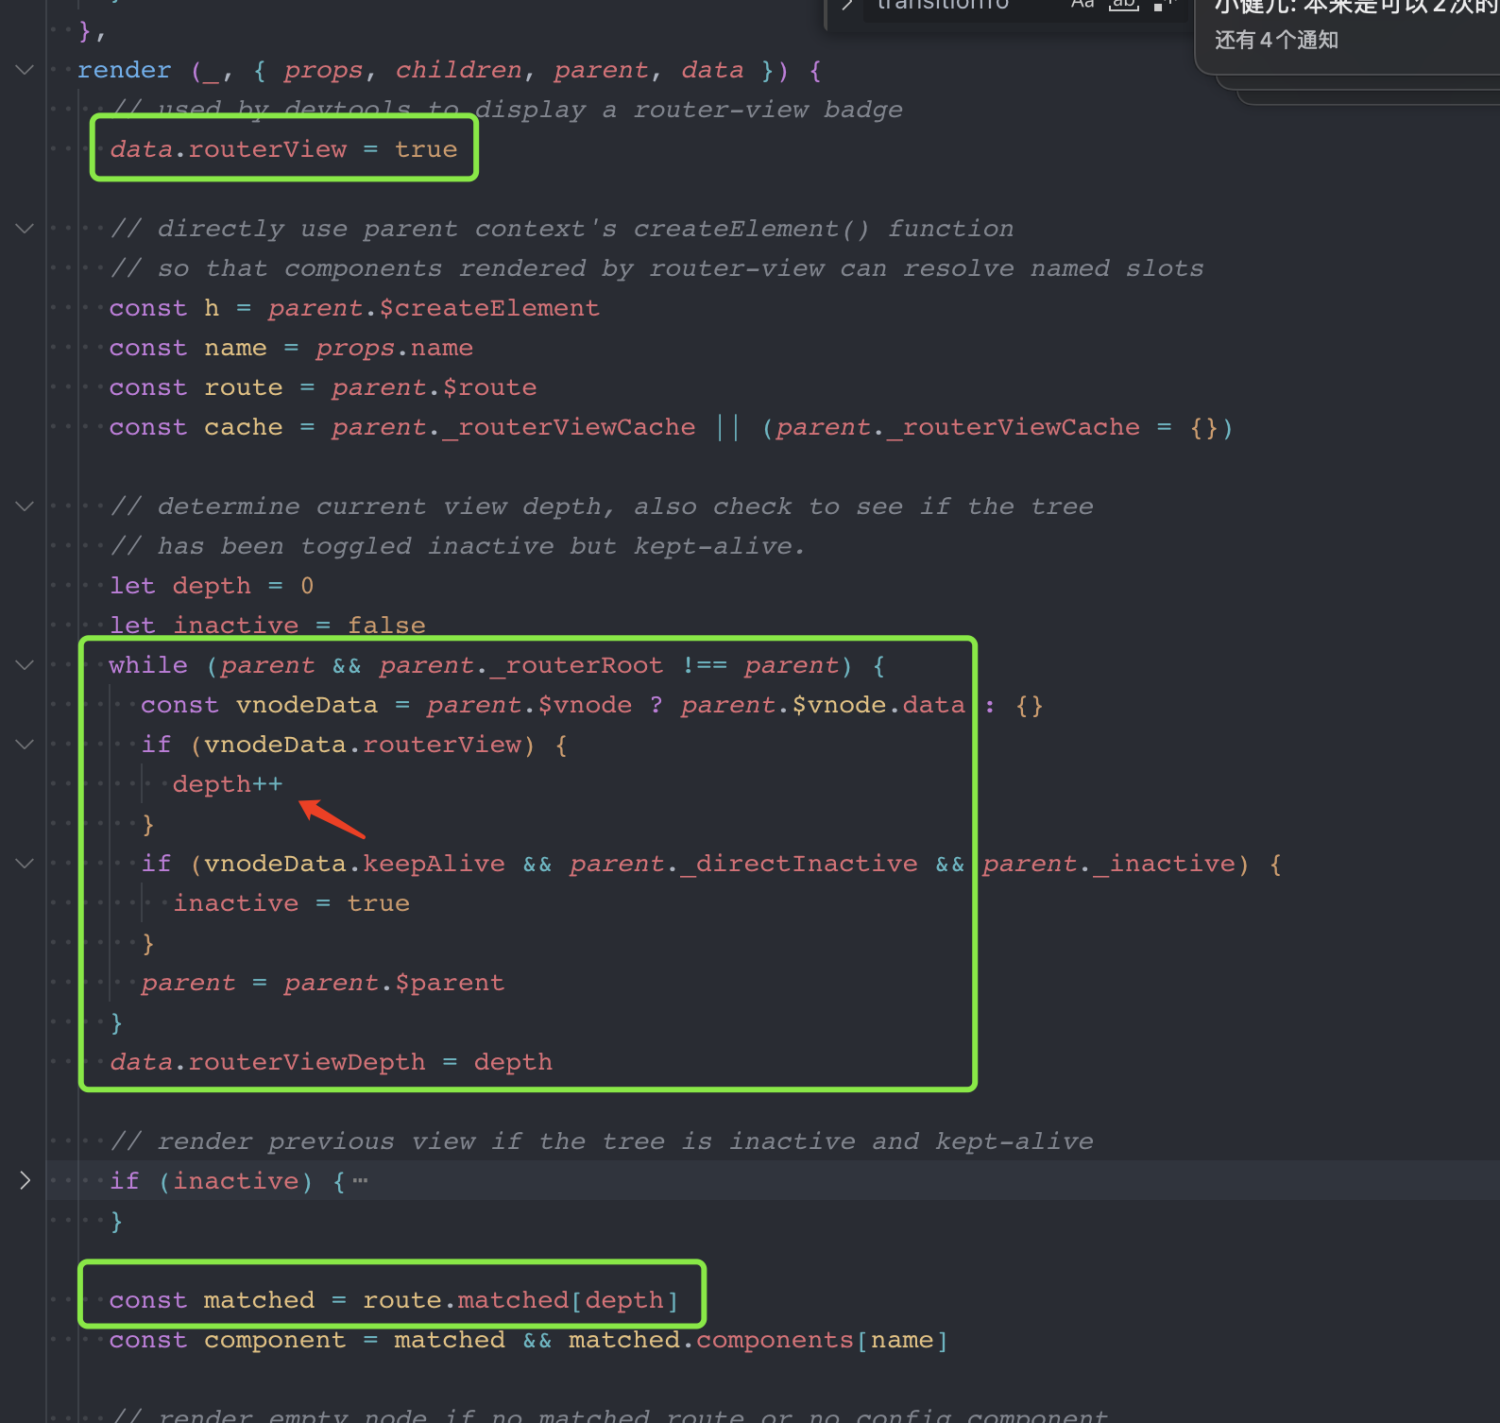 transitionTo
Aa ab
小健儿: 本来是可以2次的
还有4个通知
},
render (_, { props, children, parent, data }) {
// used by devtools to display a router-view badge
data.routerView = true
// directly use parent context's createElement() function
// so that components rendered by router-view can resolve named slots
const h = parent.$createElement
const name = props.name
const route = parent.$route
const cache = parent._routerViewCache || (parent._routerViewCache = {})
// determine current view depth, also check to see if the tree
// has been toggled inactive but kept-alive.
let depth = 0
let inactive = false
while (parent && parent._routerRoot !== parent) {
const vnodeData = parent.$vnode ? parent.$vnode.data : {}
if (vnodeData.routerView) {
depth++
}
if (vnodeData.keepAlive && parent._directInactive && parent._inactive) {
inactive = true
}
parent = parent.$parent
}
data.routerViewDepth = depth
// render previous view if the tree is inactive and kept-alive
if (inactive) {⋯
}
const matched = route.matched[depth]
const component = matched && matched.components[name]
// render empty node if no matched route or no config component